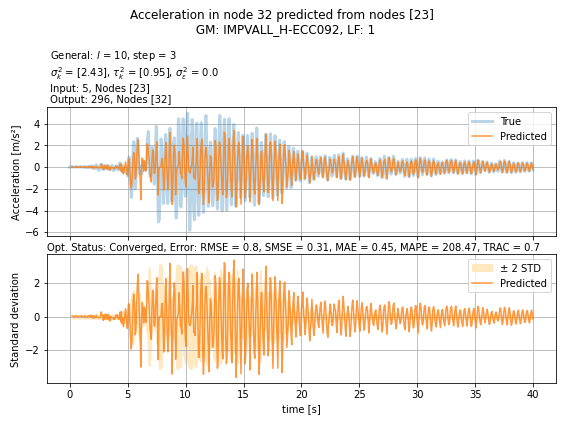 Acceleration in node 32 predicted from nodes [23]
GM: IMPVALL_H-ECC092, LF: 1
General: l = 10, step = 3
σ²ₖ = [2.43], τ²ₖ = [0.95], σ²ᵣ = 0.0
Input: 5, Nodes [23]
Output: 296, Nodes [32]
Acceleration [m/s²]
4
2
0
−2
−4
−6
True
Predicted
Opt. Status: Converged, Error: RMSE = 0.8, SMSE = 0.31, MAE = 0.45, MAPE = 208.47, TRAC = 0.7
Standard deviation
2
0
−2
± 2 STD
Predicted
0 5 10 15 20 25 30 35 40
time [s]